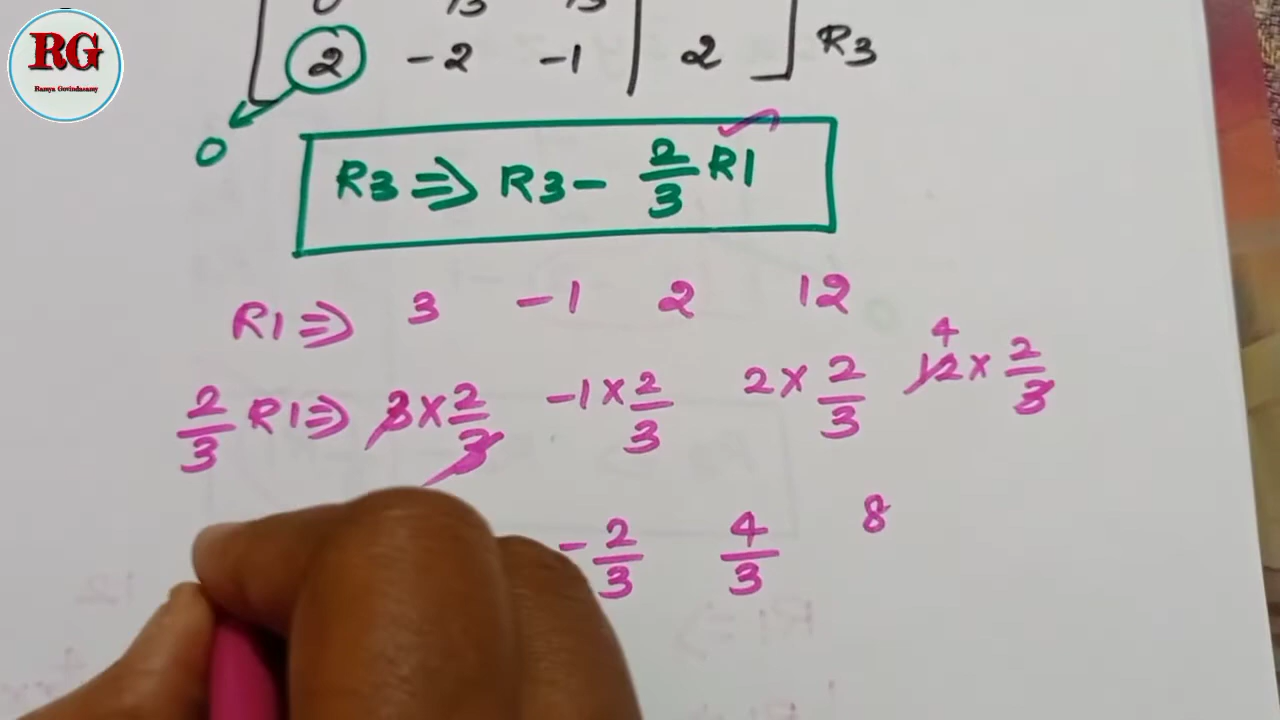 RG
Ramya Govindasamy
2 -2 -1 | 2 ] R3
0
R3 ⇒ R3 - 2/3 R1
R1 ⇒ 3 -1 2 12
2/3 R1 ⇒ 3 × 2/3 -1 × 2/3 2 × 2/3 12 × 2/3
4
-2/3 4/3 8